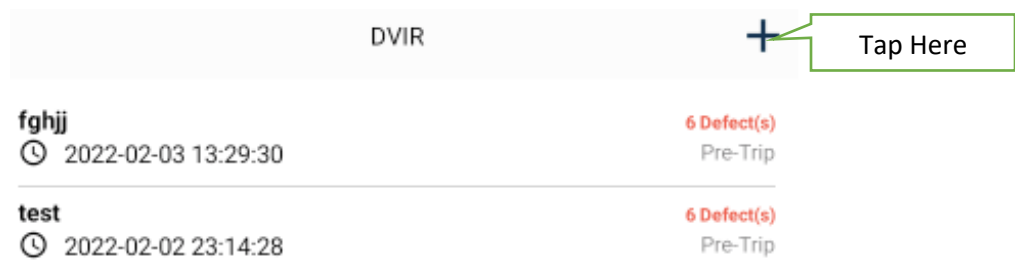 DVIR
+
Tap Here
fghjj
6 Defect(s)
2022-02-03 13:29:30
Pre-Trip
test
6 Defect(s)
2022-02-02 23:14:28
Pre-Trip